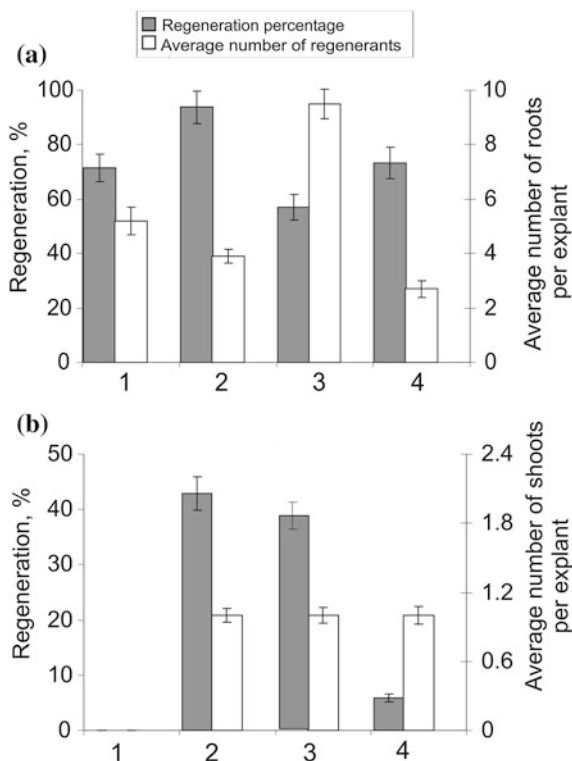 Regeneration percentage
Average number of regenerants
(a)
Regeneration, %
100
80
60
40
20
0
10
8
6
4
2
0
Average number of roots
per explant
1 2 3 4
(b)
Regeneration, %
50
40
30
20
10
0
2.4
1.8
1.2
0.6
0
Average number of shoots
per explant
1 2 3 4